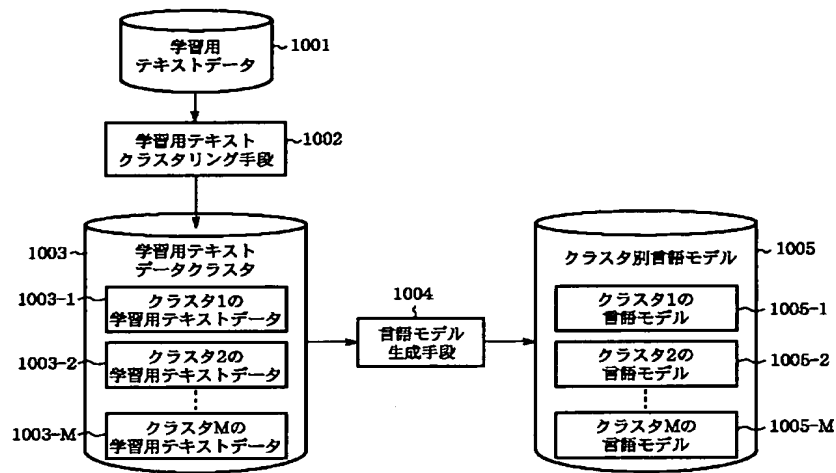 学習用
テキストデータ
1001
学習用テキスト
クラスタリング手段
1002
1003
学習用テキスト
データクラスタ
1003-1
クラスタ1の
学習用テキストデータ
1003-2
クラスタ2の
学習用テキストデータ
1003-M
クラスタMの
学習用テキストデータ
1004
言語モデル
生成手段
クラスタ別言語モデル
1005
クラスタ1の
言語モデル
1005-1
クラスタ2の
言語モデル
1005-2
クラスタMの
言語モデル
1005-M